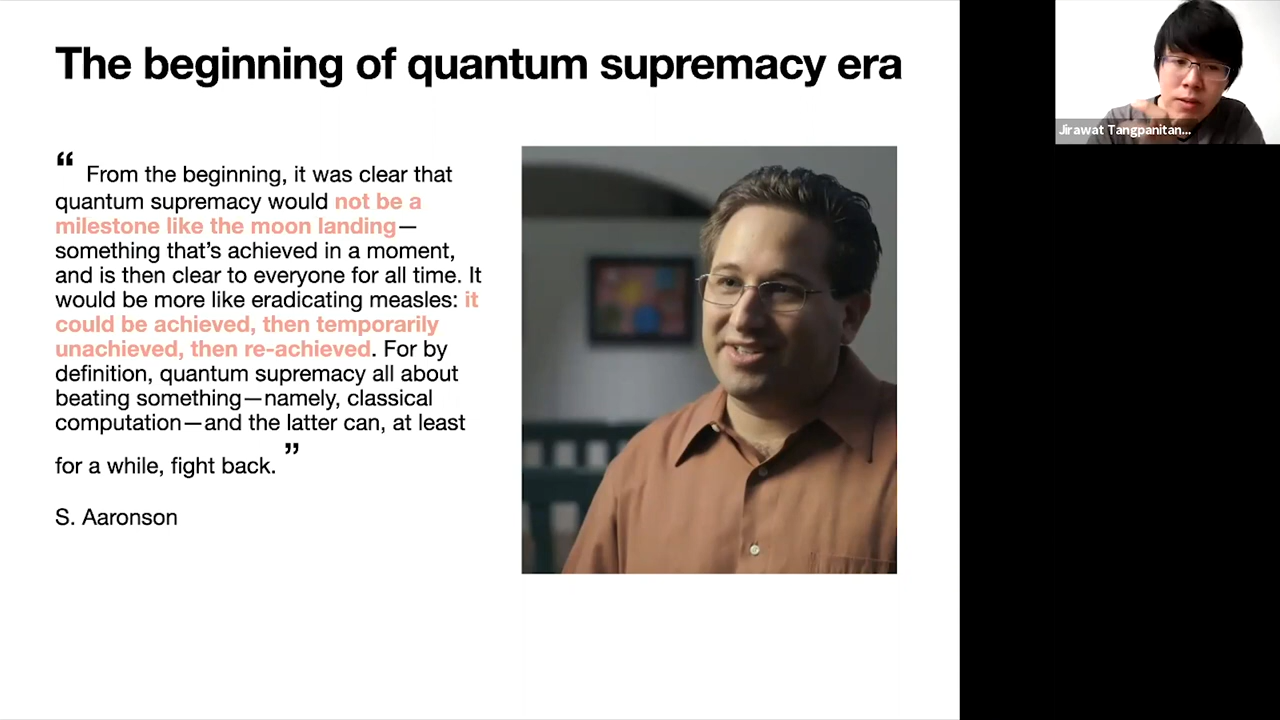 The beginning of quantum supremacy era
“ From the beginning, it was clear that
quantum supremacy would not be a
milestone like the moon landing—
something that’s achieved in a moment,
and is then clear to everyone for all time. It
would be more like eradicating measles: it
could be achieved, then temporarily
unachieved, then re-achieved. For by
definition, quantum supremacy all about
beating something—namely, classical
computation—and the latter can, at least
for a while, fight back. ”
S. Aaronson
Jirawat Tangpanitan...